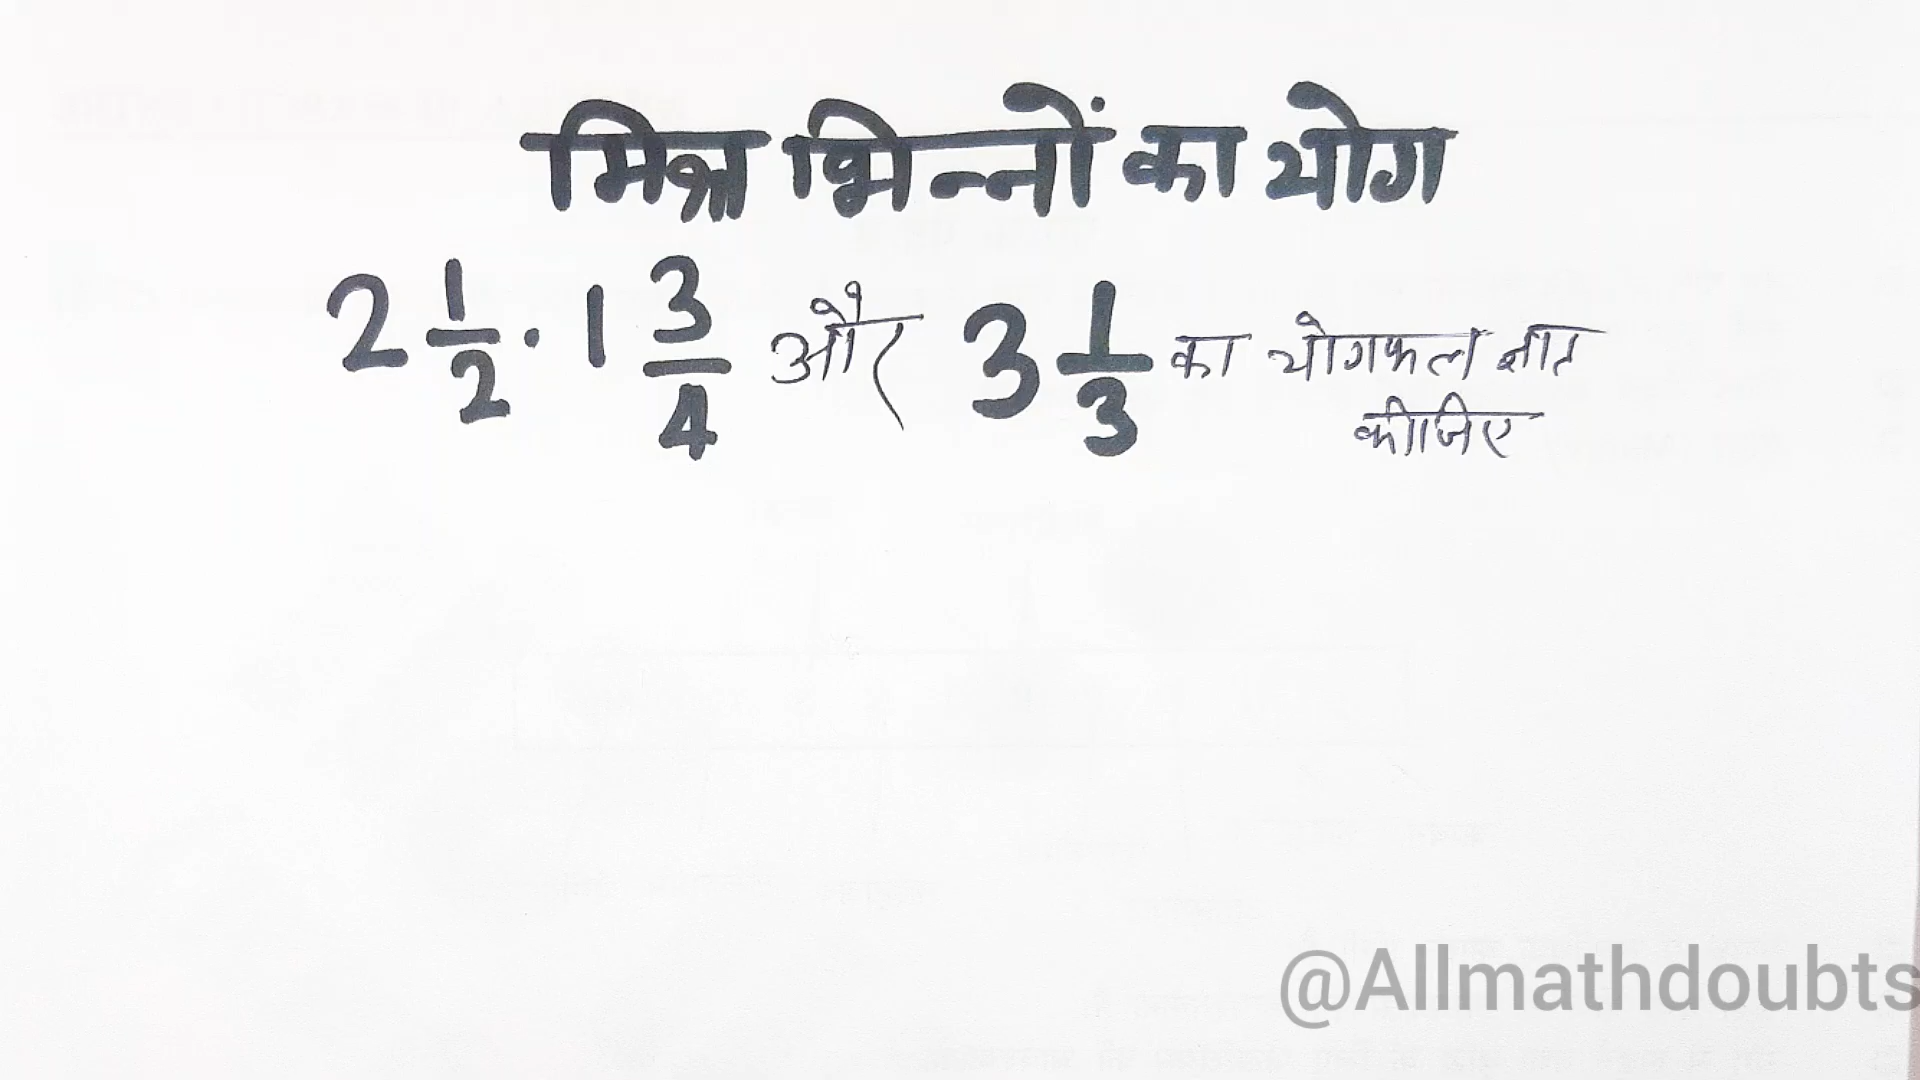 मिश्र भिन्नों का योग
2 1/2 . 1 3/4 और 3 1/3 का योगफल ज्ञात
कीजिए
@Allmathdoubts